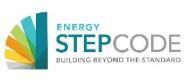 ENERGY
STEPCODE
BUILDING BEYOND THE STANDARD